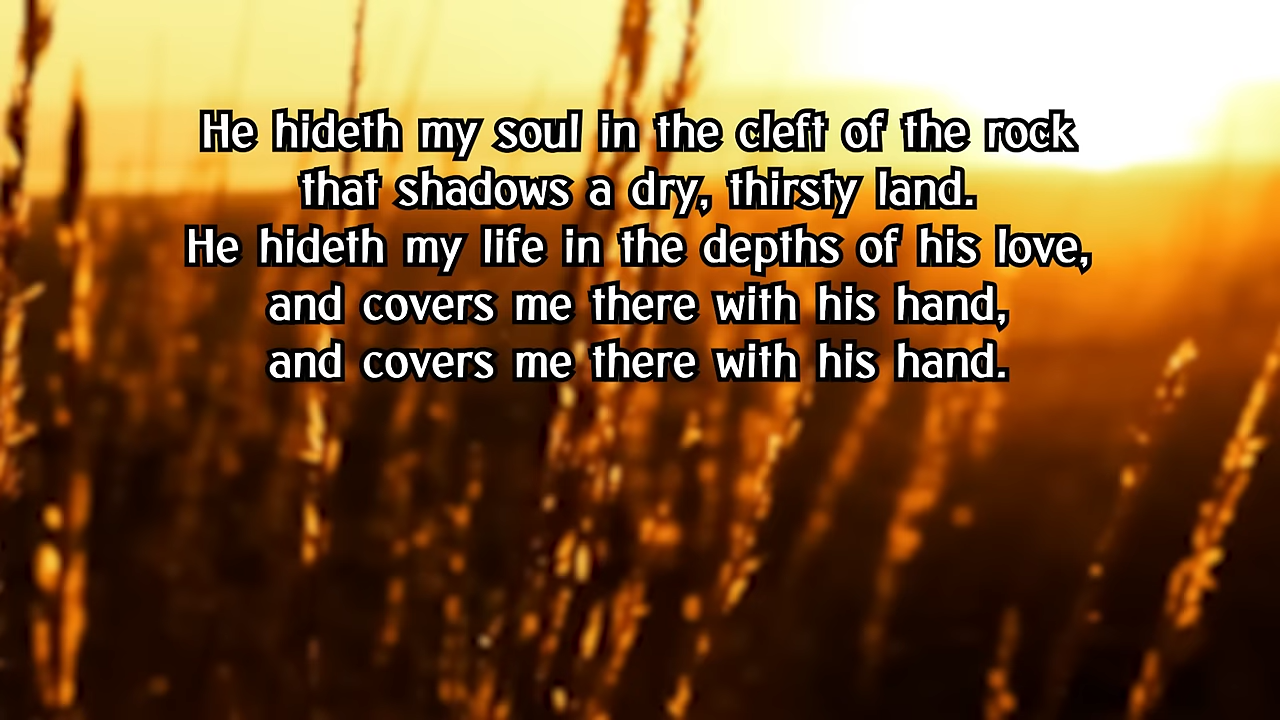 He hideth my soul in the cleft of the rock
that shadows a dry, thirsty land.
He hideth my life in the depths of his love,
and covers me there with his hand,
and covers me there with his hand.